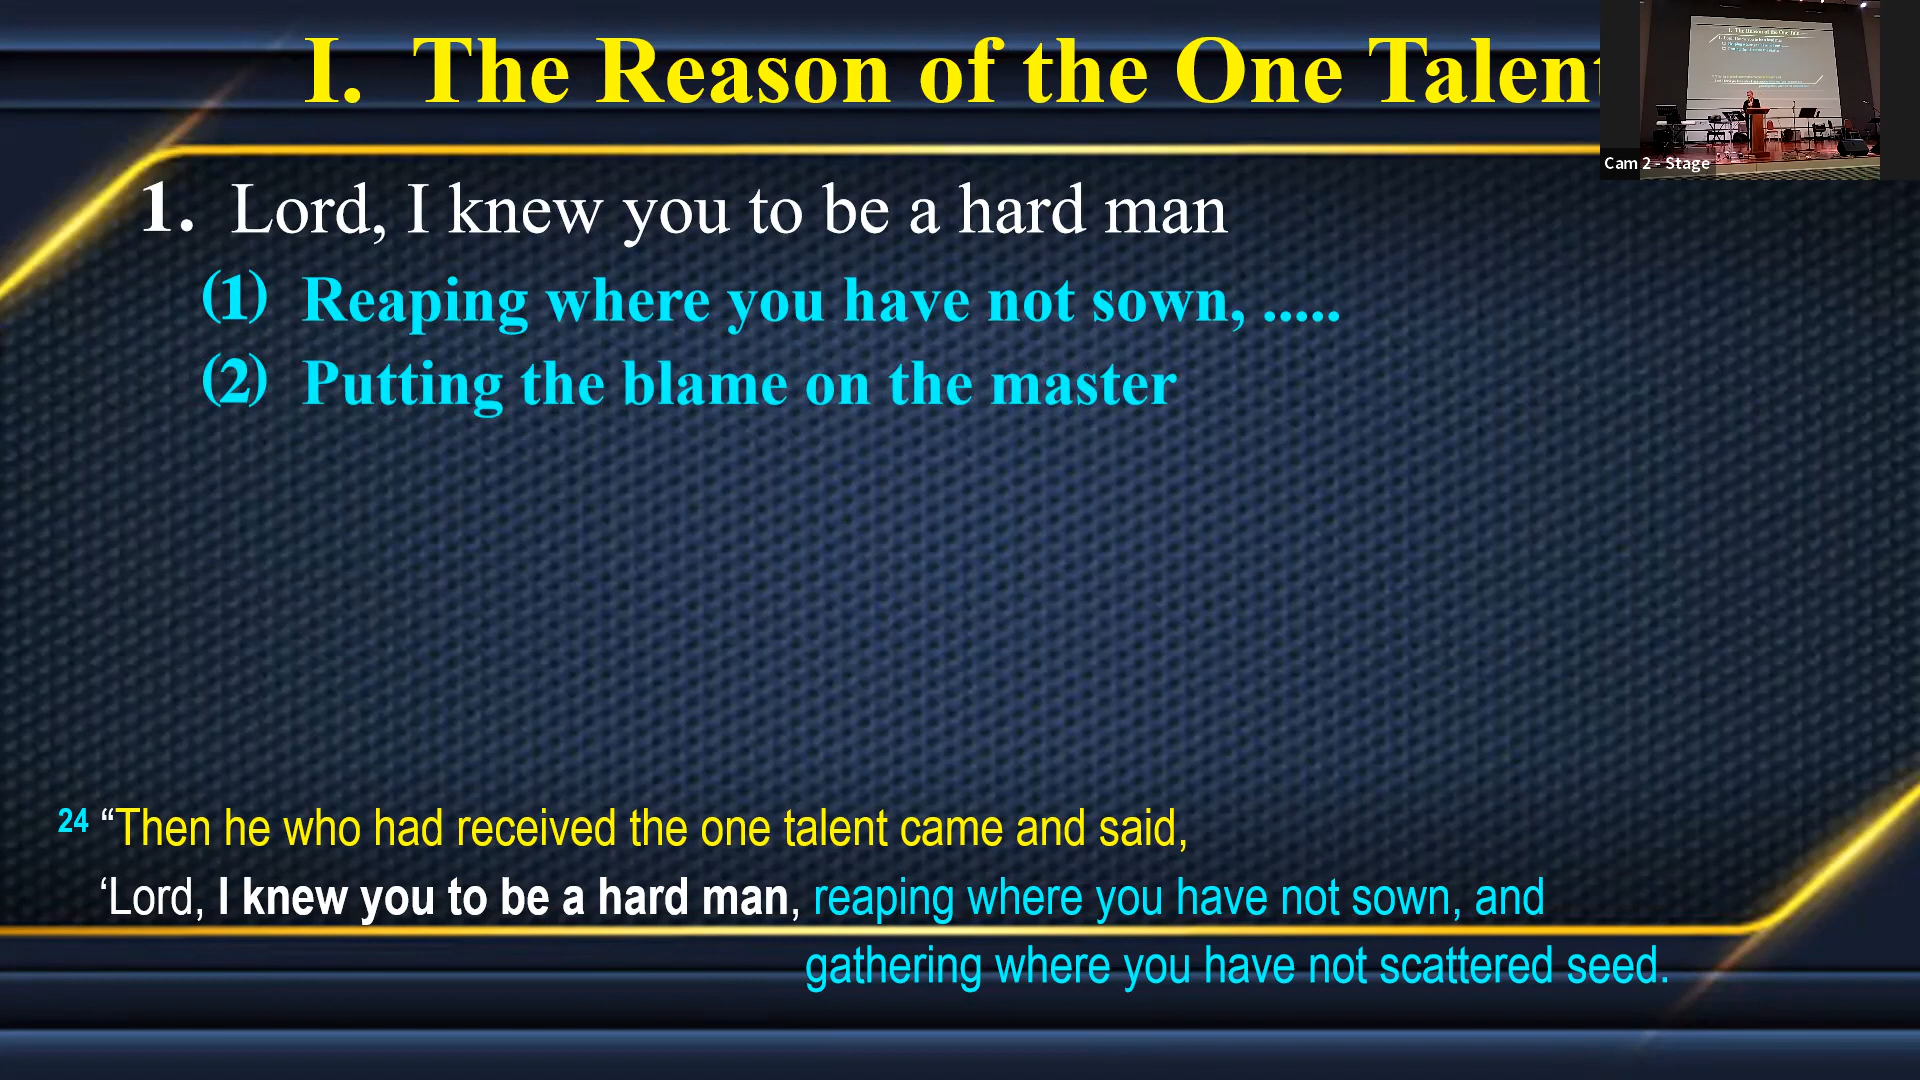 I. The Reason of the One Talent
1. Lord, I knew you to be a hard man
(1) Reaping where you have not sown, .....
(2) Putting the blame on the master
24 “Then he who had received the one talent came and said,
‘Lord, I knew you to be a hard man, reaping where you have not sown, and
gathering where you have not scattered seed.
Cam 2 - Stage